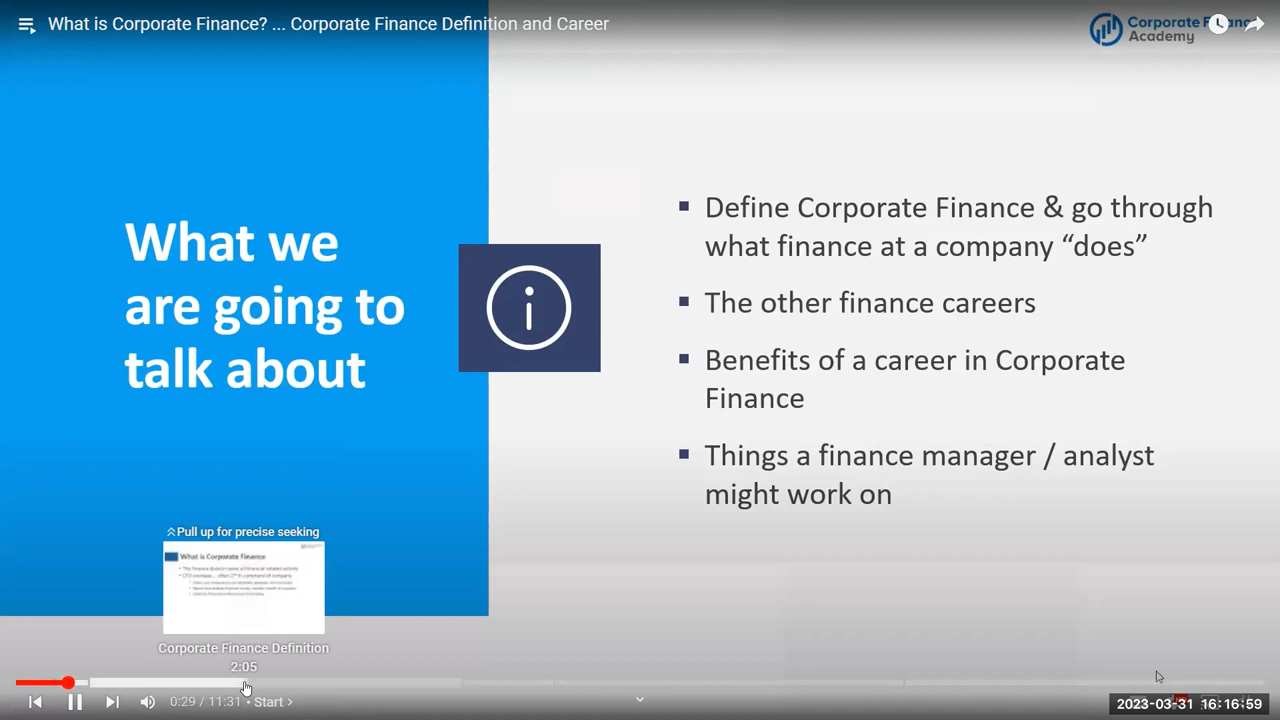 What is Corporate Finance? ... Corporate Finance Definition and Career
Corporate
Academy
What we
are going to
talk about
Define Corporate Finance & go through
what finance at a company “does”
The other finance careers
Benefits of a career in Corporate
Finance
Things a finance manager / analyst
might work on
Pull up for precise seeking
What is Corporate Finance
Corporate Finance Definition
2:05
0:29 / 11:31 • Start
2023-03-31 16:16:59